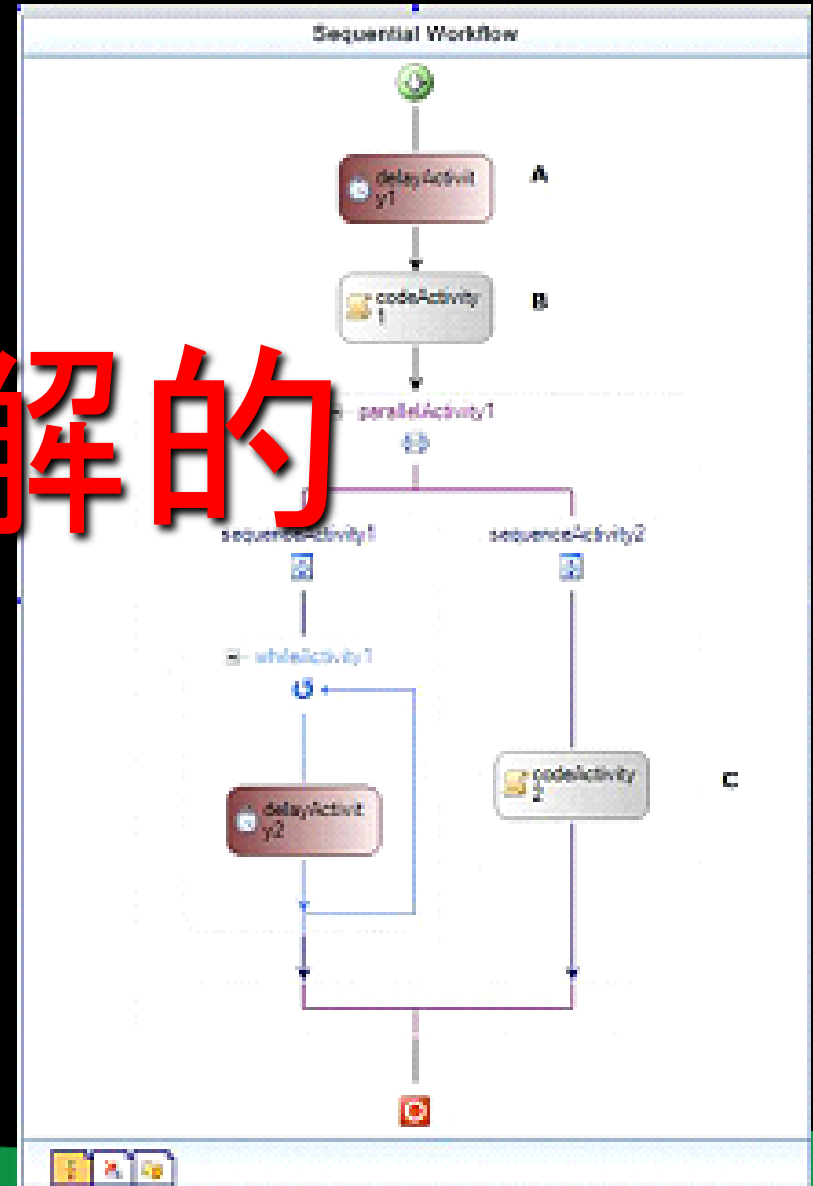 Sequential Workflow
delayActivit
y1
A
codeActivity
1
B
解的
parallelActivity1
sequenceActivity1
sequenceActivity2
whileActivity1
codeActivity
2
C
delayActivit
y2